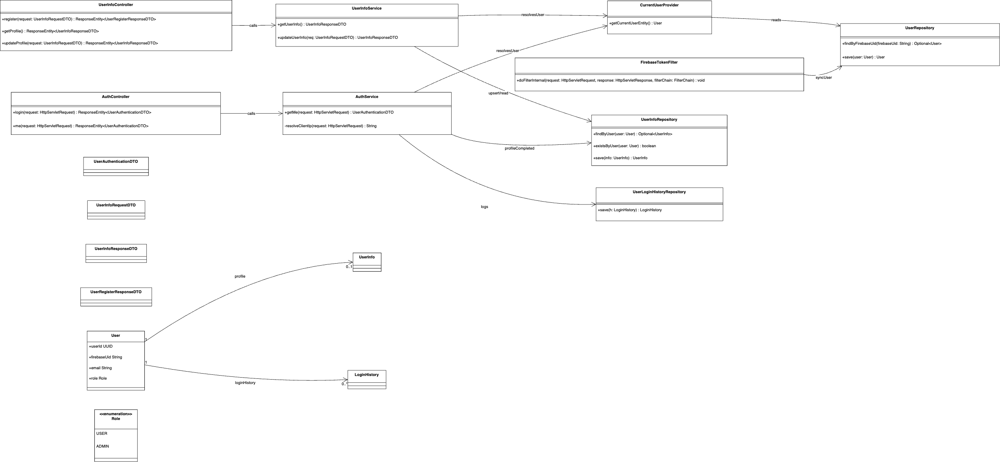 UserInfoController
+register(request: UserInfoRequestDTO) : ResponseEntity<UserRegisterResponseDTO>
+getProfile() : ResponseEntity<UserInfoResponseDTO>
+updateProfile(request: UserInfoRequestDTO) : ResponseEntity<UserInfoResponseDTO>
calls
UserInfoService
+getUserInfo() : UserInfoResponseDTO
+updateUserInfo(req: UserInfoRequestDTO) : UserInfoResponseDTO
resolvesUser
CurrentUserProvider
+getCurrentUserEntity() : User
reads
UserRepository
+findByFirebaseUid(firebaseUid: String) : Optional<User>
+save(user: User) : User
resolvesUser
FirebaseTokenFilter
+doFilterInternal(request: HttpServletRequest, response: HttpServletResponse, filterChain: FilterChain) : void
syncUser
upsert/read
AuthController
+login(request: HttpServletRequest) : ResponseEntity<UserAuthenticationDTO>
+me(request: HttpServletRequest) : ResponseEntity<UserAuthenticationDTO>
calls
AuthService
+getMe(request: HttpServletRequest) : UserAuthenticationDTO
-resolveClientIp(request: HttpServletRequest) : String
profileCompleted
UserInfoRepository
+findByUser(user: User) : Optional<UserInfo>
+existsByUser(user: User) : boolean
+save(info: UserInfo) : UserInfo
UserAuthenticationDTO
logs
UserLoginHistoryRepository
+save(h: LoginHistory) : LoginHistory
UserInfoRequestDTO
UserInfoResponseDTO
UserInfo
0..1
profile
UserRegisterResponseDTO
User
+userId UUID
+firebaseUid String
+email String
+role Role
1
1
loginHistory
LoginHistory
0..*
<<enumeration>>
Role
USER
ADMIN